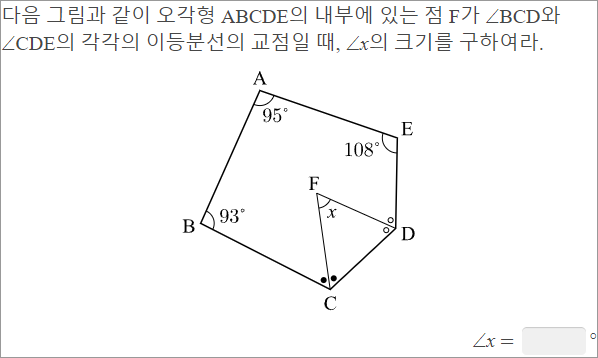 다음 그림과 같이 오각형 ABCDE의 내부에 있는 점 F가 ∠BCD와
∠CDE의 각각의 이등분선의 교점일 때, ∠x의 크기를 구하여라.
A
95°
E
108°
F
x
B
93°
D
C
∠x = °